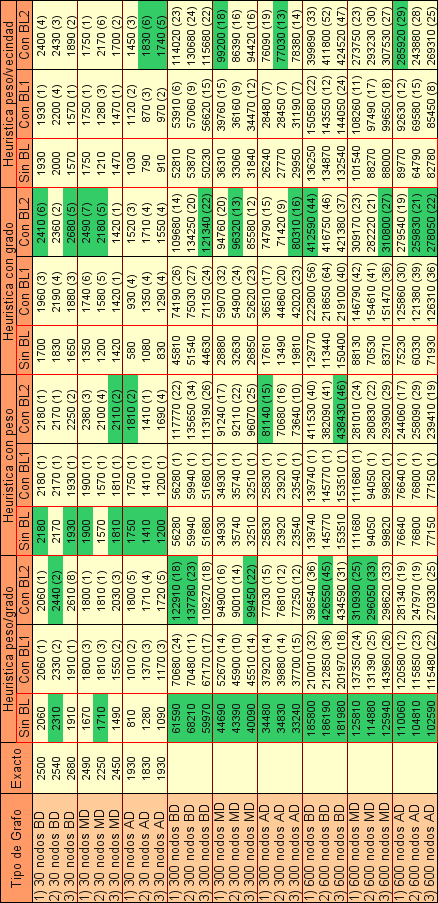 Tipo de Grafo Exacto Heurística peso/grado Heurística con peso Heurística con grado Heurística peso/vecindad
Sin BL Con BL1 Con BL2 Sin BL Con BL1 Con BL2 Sin BL Con BL1 Con BL2 Sin BL Con BL1 Con BL2
1) 30 nodos BD 2500 2060 2060 (1) 2060 (1) 2180 2180 (1) 2180 (1) 1700 1960 (3) 2410 (6) 1930 1930 (1) 2400 (4)
2) 30 nodos BD 2540 2310 2330 (2) 2440 (2) 2170 2170 (1) 2170 (1) 1830 2190 (4) 2360 (2) 2000 2200 (4) 2430 (3)
3) 30 nodos BD 2680 1910 1910 (1) 2610 (8) 1930 1930 (1) 2250 (2) 1650 1880 (3) 2680 (5) 1570 1570 (1) 1890 (2)
1) 30 nodos MD 2490 1670 1800 (3) 1800 (1) 1900 1900 (1) 2380 (3) 1350 1740 (6) 2490 (7) 1750 1750 (1) 1750 (1)
2) 30 nodos MD 2250 1710 1810 (3) 1810 (1) 1570 1570 (1) 2100 (4) 1200 1580 (5) 2180 (5) 1210 1280 (3) 2170 (6)
3) 30 nodos MD 2450 1490 1550 (2) 2030 (3) 1810 1810 (1) 2110 (2) 1420 1420 (1) 1420 (1) 1470 1470 (1) 1700 (2)
1) 30 nodos AD 1930 810 1010 (2) 1800 (5) 1750 1750 (1) 1810 (2) 580 930 (4) 1520 (3) 1030 1120 (2) 1450 (3)
2) 30 nodos AD 1830 1280 1370 (3) 1710 (4) 1410 1410 (1) 1410 (1) 1080 1350 (4) 1710 (4) 790 870 (3) 1830 (6)
3) 30 nodos AD 1930 1090 1170 (3) 1720 (5) 1200 1200 (1) 1690 (4) 830 1290 (4) 1550 (4) 910 970 (2) 1740 (5)
1) 300 nodos BD 61590 70680 (24) 122910 (18) 56280 56280 (1) 117770 (22) 45810 74190 (26) 109680 (14) 52810 53910 (6) 114020 (23)
2) 300 nodos BD 68210 70480 (11) 137780 (23) 59940 59940 (1) 135650 (34) 51540 75030 (27) 134250 (20) 53870 58190 (7) 130680 (24)
3) 300 nodos BD 59970 67170 (17) 109270 (18) 51680 51680 (1) 113190 (26) 44630 71150 (24) 121340 (22) 50230 56620 (15) 115680 (22)
1) 300 nodos MD 44690 52670 (14) 94900 (16) 34930 34930 (1) 91240 (17) 28880 59070 (32) 94760 (20) 36310 39760 (15) 99200 (18)
2) 300 nodos MD 43390 45900 (10) 90010 (14) 35740 35740 (1) 92110 (22) 32630 54900 (24) 96320 (13) 33060 36160 (9) 86390 (16)
3) 300 nodos MD 40090 45510 (14) 99450 (22) 32510 32510 (1) 96070 (25) 26850 52620 (23) 85580 (12) 31840 34470 (12) 94420 (16)
1) 300 nodos AD 34480 37920 (14) 77030 (15) 25830 25830 (1) 81140 (15) 17610 36510 (17) 74790 (15) 26240 28480 (7) 76090 (19)
2) 300 nodos AD 34830 39880 (14) 76810 (12) 23920 23920 (1) 70680 (16) 13490 44860 (20) 71420 (19) 27770 28450 (7) 77030 (13)
3) 300 nodos AD 33240 37700 (15) 77250 (12) 23540 23540 (1) 73640 (10) 19810 42020 (23) 80310 (16) 29950 31190 (7) 78380 (14)
1) 600 nodos BD 185800 210010 (32) 398540 (36) 139740 139740 (1) 411530 (40) 129770 222800 (56) 412590 (44) 136250 150580 (22) 399890 (33)
2) 600 nodos BD 186190 212850 (36) 426550 (45) 145770 145770 (1) 382090 (41) 113440 218650 (64) 416750 (46) 134870 143550 (12) 411800 (52)
3) 600 nodos BD 181980 201970 (18) 434590 (31) 153510 153510 (1) 438430 (46) 150400 219100 (40) 421380 (37) 132540 144050 (24) 424520 (47)
1) 600 nodos MD 125810 137350 (24) 310930 (25) 111680 111680 (1) 281010 (24) 88130 146790 (42) 309170 (23) 101540 108260 (11) 273750 (23)
2) 600 nodos MD 114880 131390 (25) 296050 (33) 94050 94050 (1) 280830 (22) 70530 154610 (41) 282220 (21) 88270 97490 (17) 293230 (30)
3) 600 nodos MD 125940 143960 (26) 298620 (33) 99820 99820 (1) 293900 (29) 83710 151470 (36) 310800 (27) 88000 99650 (18) 307530 (27)
1) 600 nodos AD 110060 120580 (12) 281340 (19) 76640 76640 (1) 244060 (17) 75230 125860 (30) 279540 (19) 89770 92630 (12) 285920 (29)
2) 600 nodos AD 104810 115850 (23) 247970 (19) 76800 76800 (1) 258090 (29) 60330 121380 (39) 259830 (21) 64790 69580 (15) 243880 (28)
3) 600 nodos AD 102590 115480 (22) 270330 (25) 77150 77150 (1) 239410 (19) 71930 126310 (36) 278050 (22) 82780 85450 (8) 269310 (25)